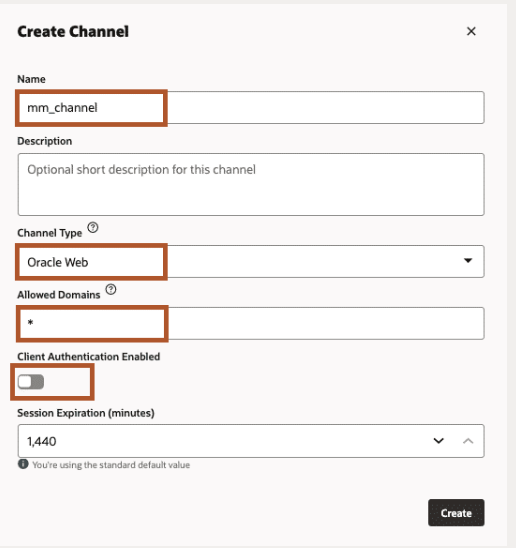 Create Channel
Name
mm_channel
Description
Optional short description for this channel
Channel Type
Oracle Web
Allowed Domains
*
Client Authentication Enabled
Session Expiration (minutes)
1,440
You're using the standard default value
Create